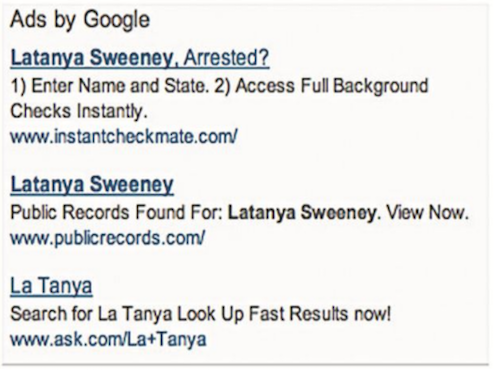 Ads by Google
Latanya Sweeney, Arrested?
1) Enter Name and State. 2) Access Full Background
Checks Instantly.
www.instantcheckmate.com/
Latanya Sweeney
Public Records Found For: Latanya Sweeney. View Now.
www.publicrecords.com/
La Tanya
Search for La Tanya Look Up Fast Results now!
www.ask.com/La+Tanya